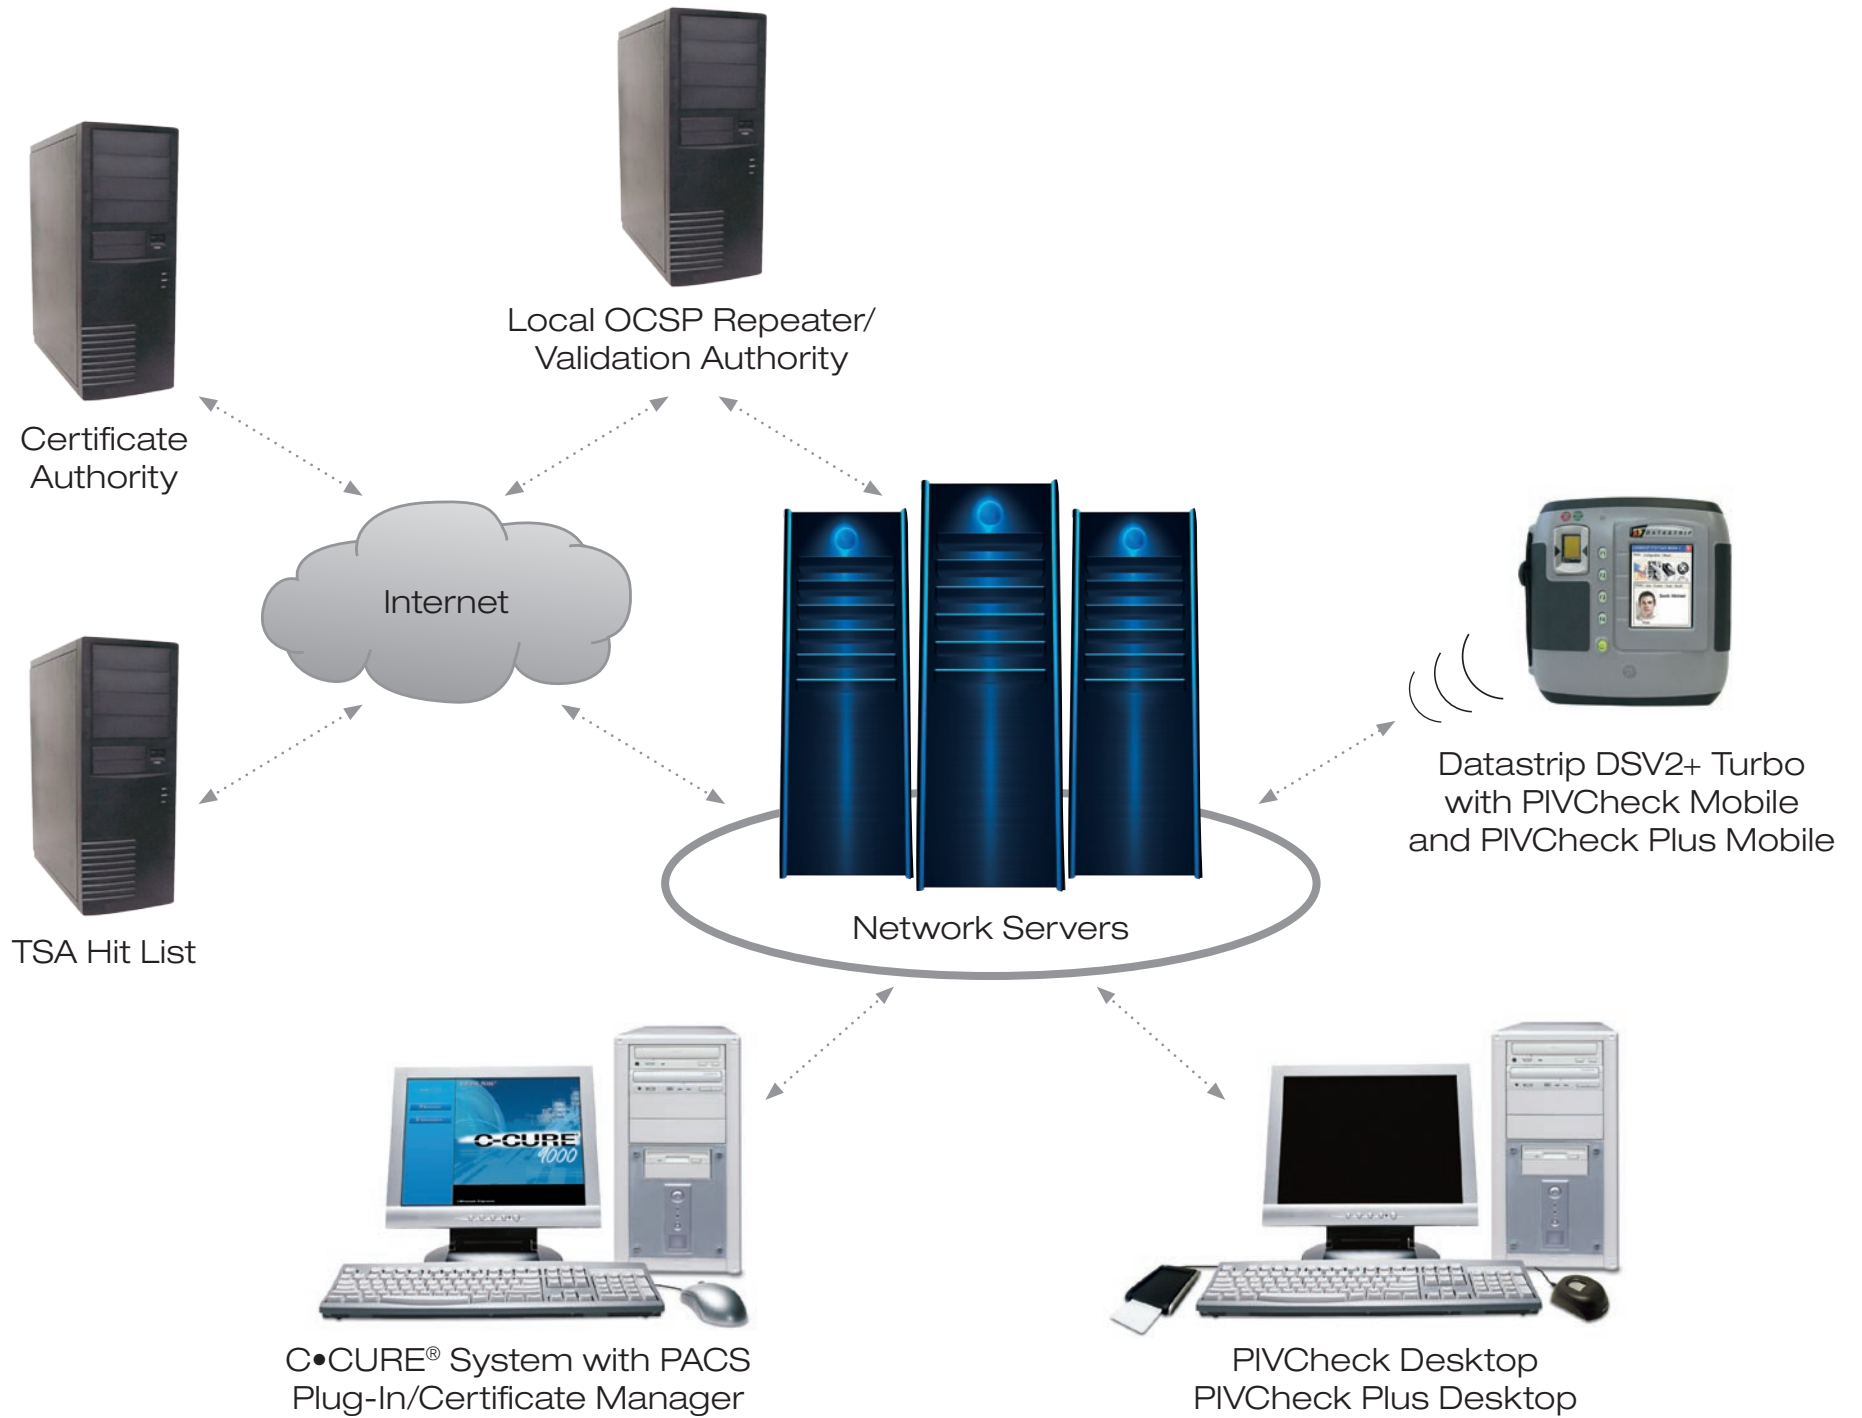 Local OCSP Repeater/
Validation Authority
Certificate
Authority
Internet
DATASTRIP
Datastrip DSV2+ Turbo
with PIVCheck Mobile
and PIVCheck Plus Mobile
TSA Hit List
Network Servers
C•CURE
9000
C•CURE® System with PACS
Plug-In/Certificate Manager
PIVCheck Desktop
PIVCheck Plus Desktop